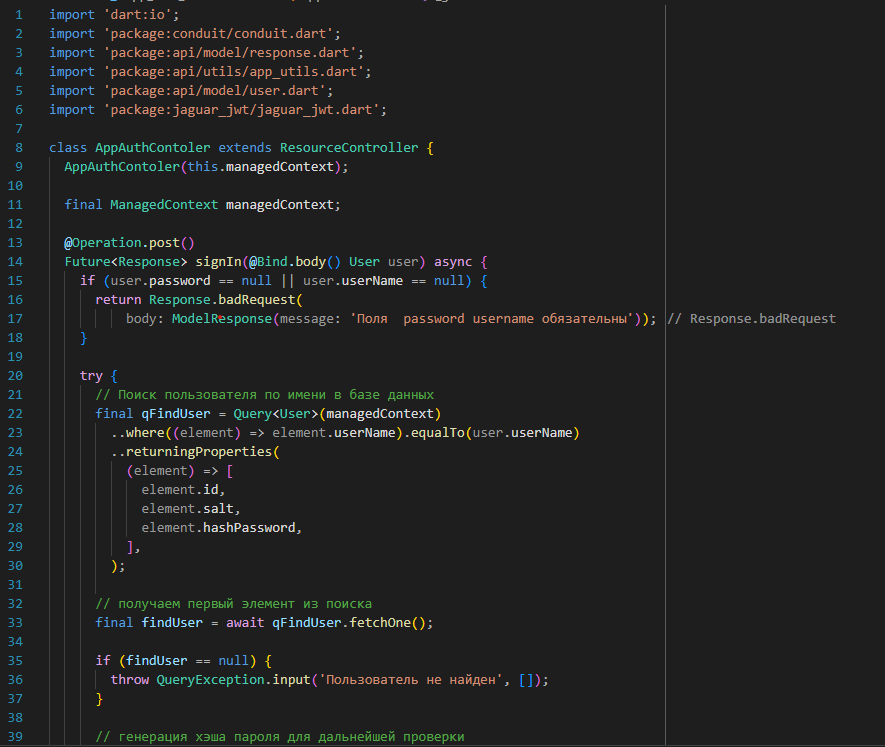 1 import 'dart:io';
2 import 'package:conduit/conduit.dart';
3 import 'package:api/model/response.dart';
4 import 'package:api/utils/app_utils.dart';
5 import 'package:api/model/user.dart';
6 import 'package:jaguar_jwt/jaguar_jwt.dart';
7
8 class AppAuthContoler extends ResourceController {
9 AppAuthContoler(this.managedContext);
10
11 final ManagedContext managedContext;
12
13 @Operation.post()
14 Future<Response> signIn(@Bind.body() User user) async {
15 if (user.password == null || user.userName == null) {
16 return Response.badRequest(
17 body: ModelResponse(message: 'Поля  password username обязательны')); // Response.badRequest
18 }
19
20 try {
21 // Поиск пользователя по имени в базе данных
22 final qFindUser = Query<User>(managedContext)
23 ..where((element) => element.userName).equalTo(user.userName)
24 ..returningProperties(
25 (element) => [
26 element.id,
27 element.salt,
28 element.hashPassword,
29 ],
30 );
31
32 // получаем первый элемент из поиска
33 final findUser = await qFindUser.fetchOne();
34
35 if (findUser == null) {
36 throw QueryException.input('Пользователь не найден', []);
37 }
38
39 // генерация хэша пароля для дальнейшей проверки